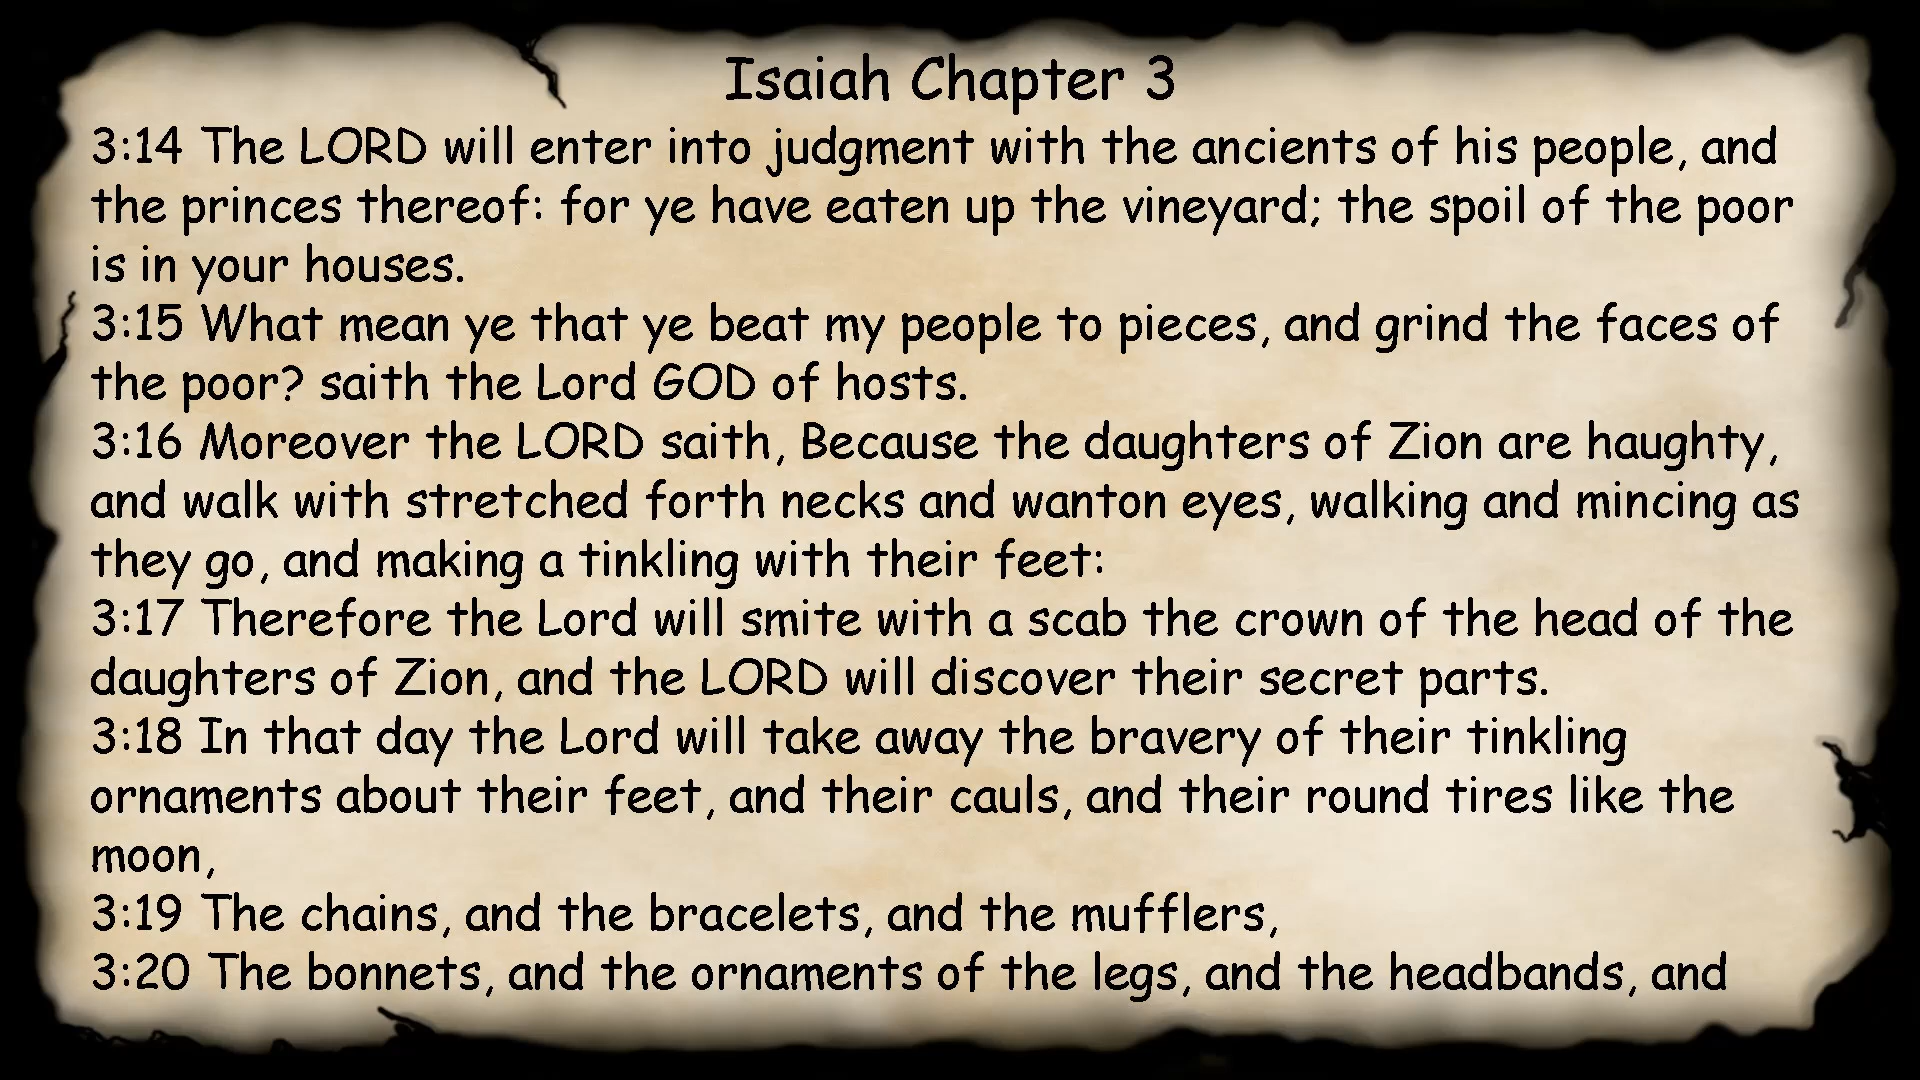 Isaiah Chapter 3
3:14 The LORD will enter into judgment with the ancients of his people, and
the princes thereof: for ye have eaten up the vineyard; the spoil of the poor
is in your houses.
3:15 What mean ye that ye beat my people to pieces, and grind the faces of
the poor? saith the Lord GOD of hosts.
3:16 Moreover the LORD saith, Because the daughters of Zion are haughty,
and walk with stretched forth necks and wanton eyes, walking and mincing as
they go, and making a tinkling with their feet:
3:17 Therefore the Lord will smite with a scab the crown of the head of the
daughters of Zion, and the LORD will discover their secret parts.
3:18 In that day the Lord will take away the bravery of their tinkling
ornaments about their feet, and their cauls, and their round tires like the
moon,
3:19 The chains, and the bracelets, and the mufflers,
3:20 The bonnets, and the ornaments of the legs, and the headbands, and